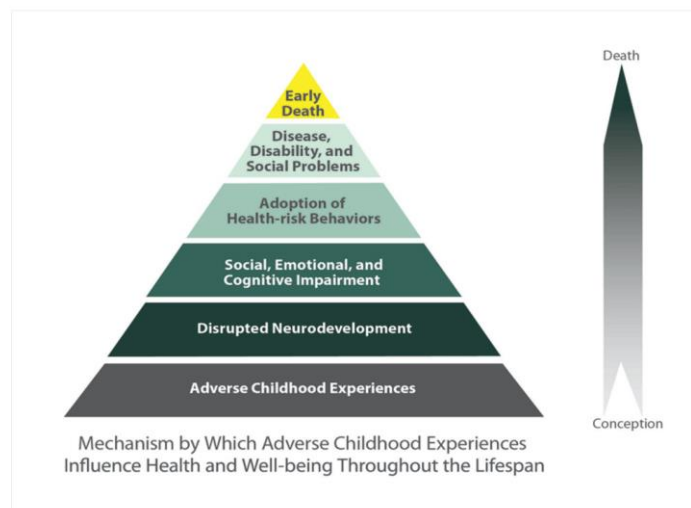 Death
Early
Death
Disease,
Disability, and
Social Problems
Adoption of
Health-risk Behaviors
Social, Emotional, and
Cognitive Impairment
Disrupted Neurodevelopment
Adverse Childhood Experiences
Conception
Mechanism by Which Adverse Childhood Experiences
Influence Health and Well-being Throughout the Lifespan